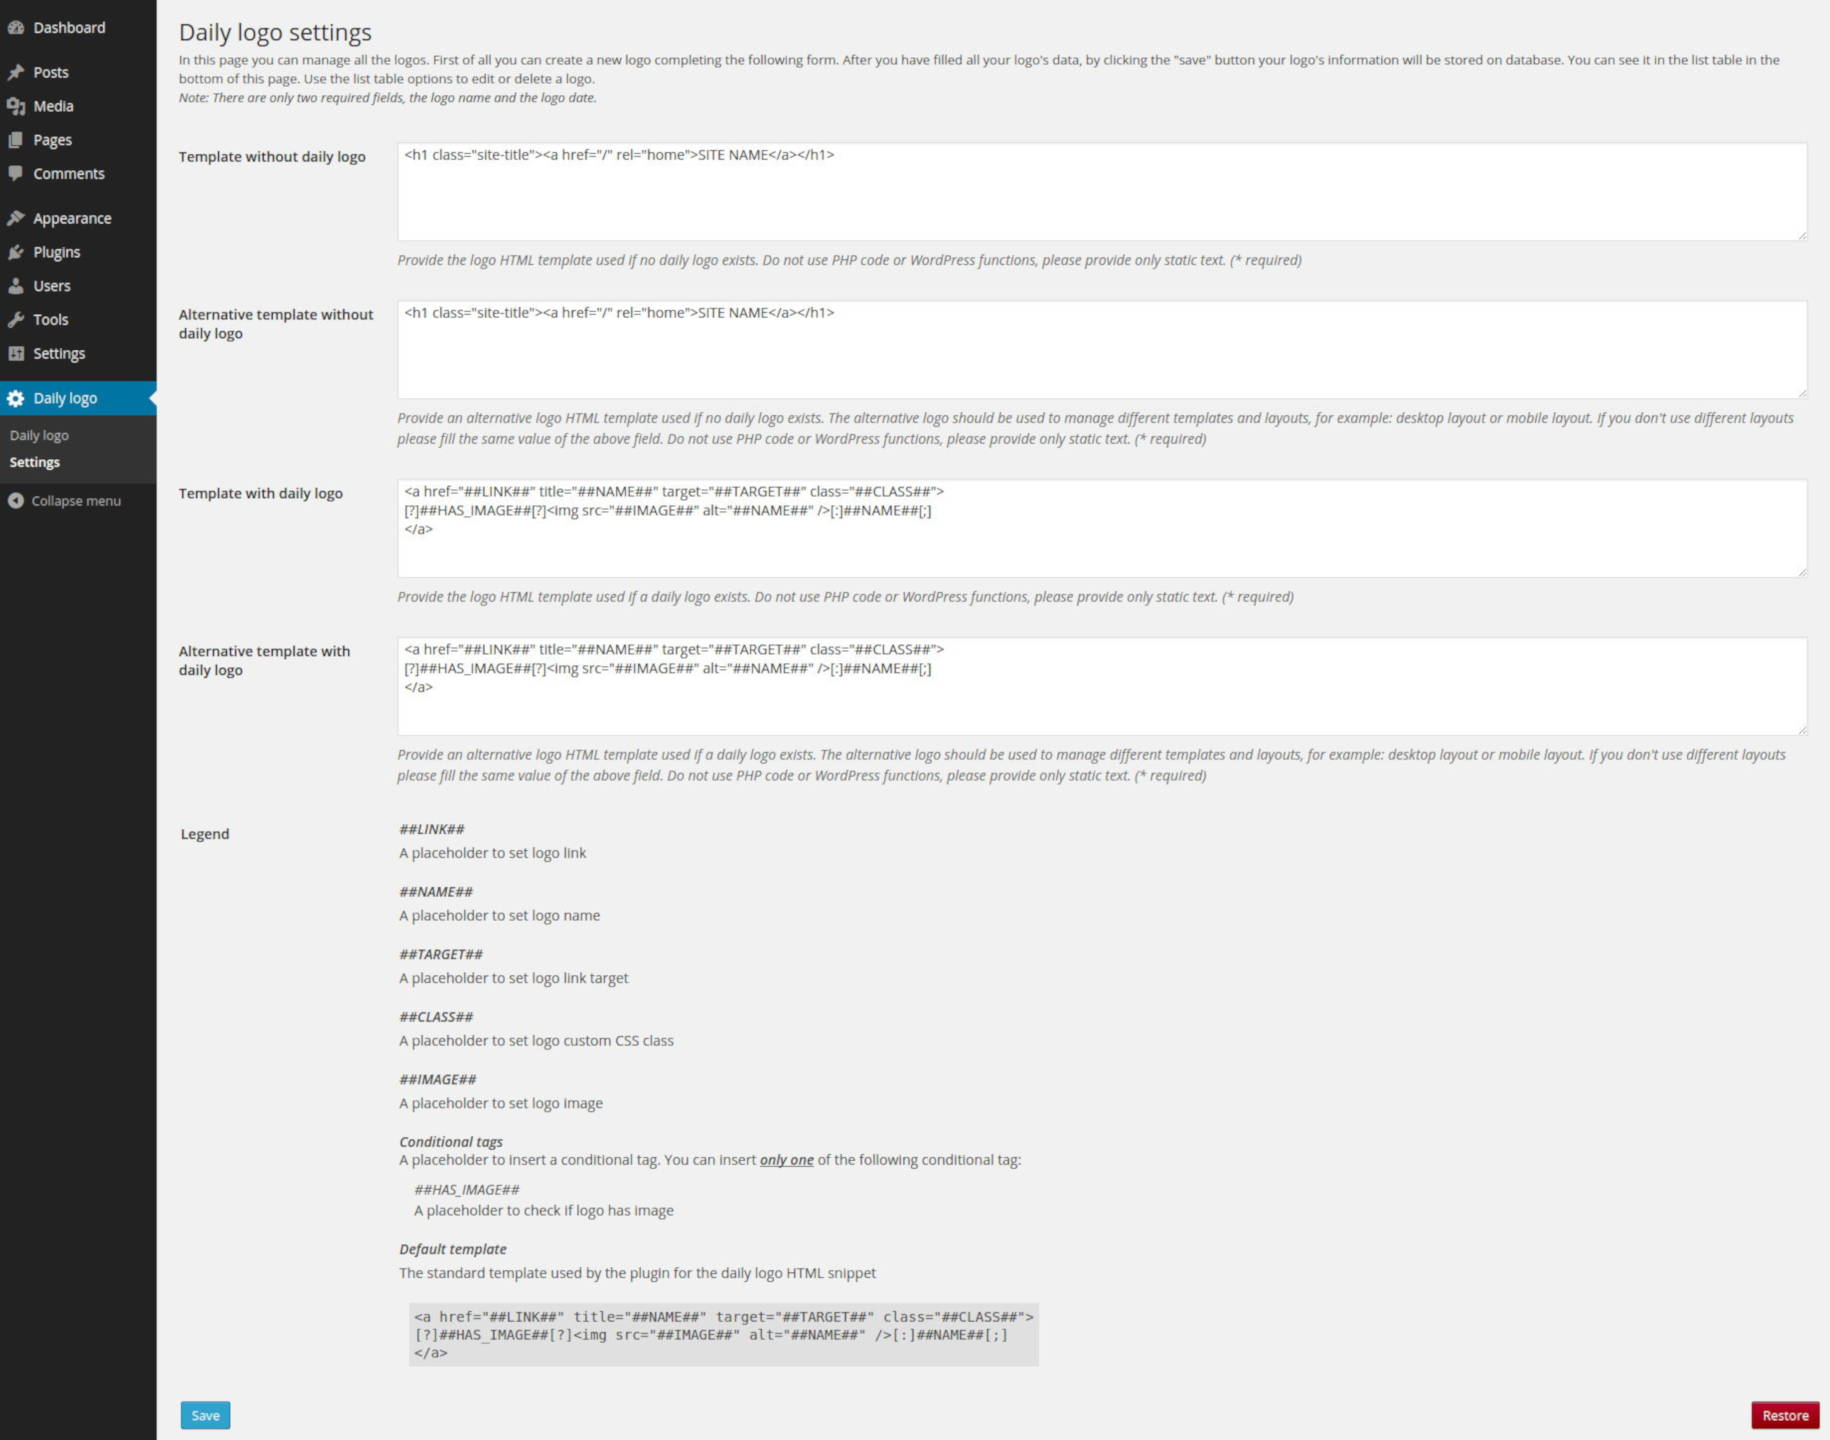 Dashboard
Posts
Media
Pages
Comments
Appearance
Plugins
Users
Tools
Settings
Daily logo
Daily logo
Settings
Collapse menu
Daily logo settings
In this page you can manage all the logos. First of all you can create a new logo completing the following form. After you have filled all your logo's data, by clicking the "save" button your logo's information will be stored on database. You can see it in the list table in the
bottom of this page. Use the list table options to edit or delete a logo.
Note: There are only two required fields, the logo name and the logo date.
Template without daily logo
<h1 class="site-title"><a href="/" rel="home">SITE NAME</a></h1>
Provide the logo HTML template used if no daily logo exists. Do not use PHP code or WordPress functions, please provide only static text. (* required)
Alternative template without
daily logo
<h1 class="site-title"><a href="/" rel="home">SITE NAME</a></h1>
Provide an alternative logo HTML template used if no daily logo exists. The alternative logo should be used to manage different templates and layouts, for example: desktop layout or mobile layout. If you don't use different layouts
please fill the same value of the above field. Do not use PHP code or WordPress functions, please provide only static text. (* required)
Template with daily logo
<a href="##LINK##" title="##NAME##" target="##TARGET##" class="##CLASS##">
[?]##HAS_IMAGE##[?]<img src="##IMAGE##" alt="##NAME##" />[:]##NAME##[;]
</a>
Provide the logo HTML template used if a daily logo exists. Do not use PHP code or WordPress functions, please provide only static text. (* required)
Alternative template with
daily logo
<a href="##LINK##" title="##NAME##" target="##TARGET##" class="##CLASS##">
[?]##HAS_IMAGE##[?]<img src="##IMAGE##" alt="##NAME##" />[:]##NAME##[;]
</a>
Provide an alternative logo HTML template used if a daily logo exists. The alternative logo should be used to manage different templates and layouts, for example: desktop layout or mobile layout. If you don't use different layouts
please fill the same value of the above field. Do not use PHP code or WordPress functions, please provide only static text. (* required)
Legend
##LINK##
A placeholder to set logo link
##NAME##
A placeholder to set logo name
##TARGET##
A placeholder to set logo link target
##CLASS##
A placeholder to set logo custom CSS class
##IMAGE##
A placeholder to set logo image
Conditional tags
A placeholder to insert a conditional tag. You can insert only one of the following conditional tag:
##HAS_IMAGE##
A placeholder to check if logo has image
Default template
The standard template used by the plugin for the daily logo HTML snippet
<a href="##LINK##" title="##NAME##" target="##TARGET##" class="##CLASS##">
[?]##HAS_IMAGE##[?]<img src="##IMAGE##" alt="##NAME##" />[:]##NAME##[;]
</a>
Save
Restore